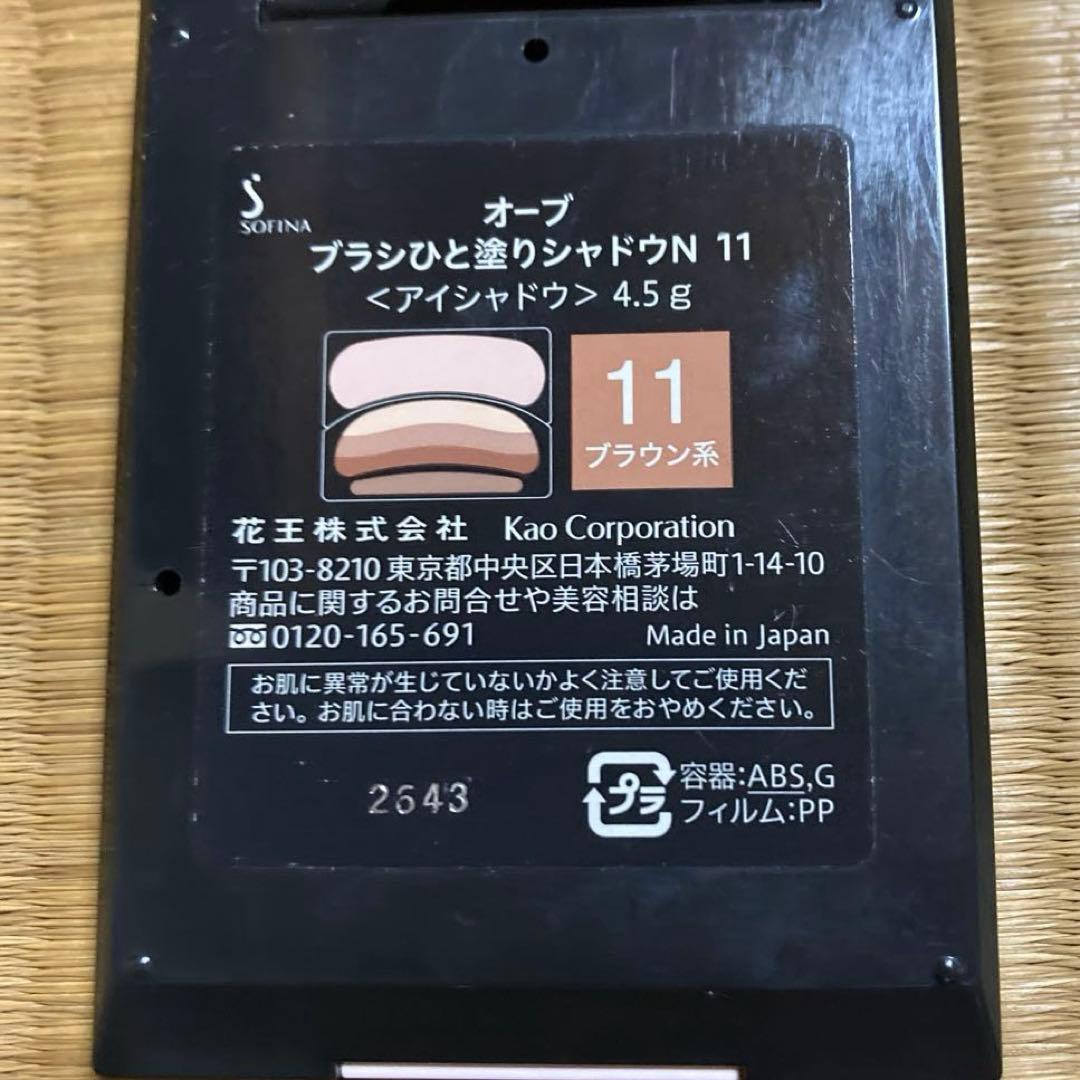 SOFINA
オーブ
ブラシひと塗りシャドウN 11
＜アイシャドウ＞ 4.5g
11
ブラウン系
花王株式会社 Kao Corporation
〒103-8210 東京都中央区日本橋茅場町1-14-10
商品に関するお問合せや美容相談は
0120-165-691 Made in Japan
お肌に異常が生じていないかよく注意してご使用くだ
さい。お肌に合わない時はご使用をおやめください。
2643
プラ 容器:ABS,G
フィルム:PP